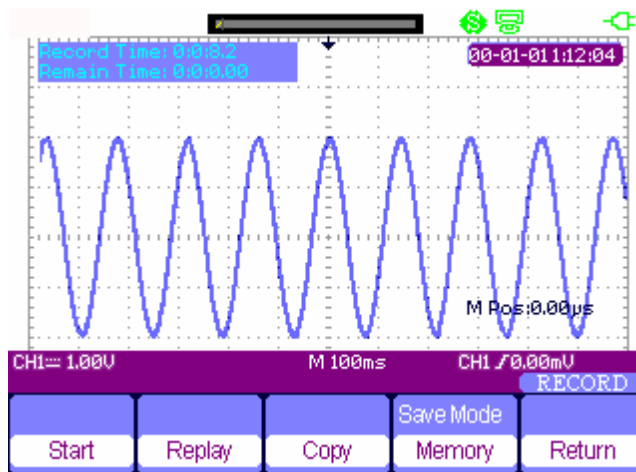 Record Time: 0:0:8.2
Remain Time: 0:0:0.00
00-01-01 1:12:04
M Pos:0.00µs
CH1 1.00V
M 100ms
CH1 0.00mV
RECORD
Save Mode
Start
Replay
Copy
Memory
Return